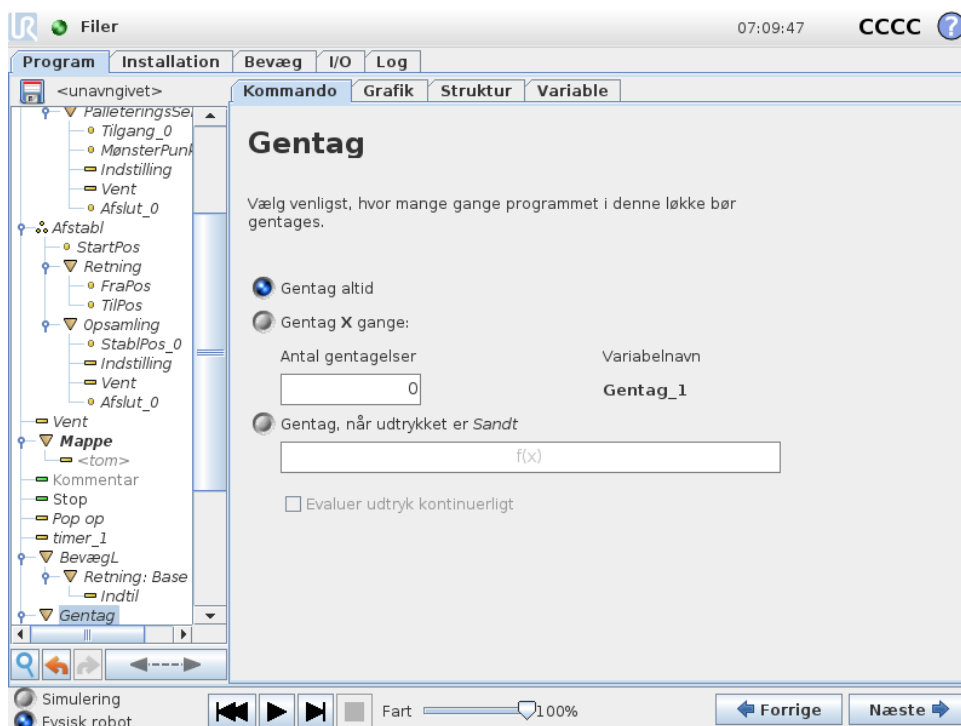 UR Filer 07:09:47 CCCC ?
Program Installation Bevæg I/O Log
<unavngivet>
Kommando Grafik Struktur Variable
Tilgang_0
Indstilling
Vent
Afslut_0
Afstabl
StartPos
Retning
FraPos
TilPos
Opsamling
StablPos_0
Indstilling
Vent
Afslut_0
Vent
Mappe
<tom>
Kommentar
Stop
Pop op
timer_1
BevægL
Retning: Base
Indtil
Gentag
Gentag
Vælg venligst, hvor mange gange programmet i denne løkke bør
gentages.
Gentag altid
Gentag X gange:
Antal gentagelser Variabelnavn
0 Gentag_1
Gentag, når udtrykket er Sandt
f(x)
Evaluer udtryk kontinuerligt
Simulering
Fysisk robot
Fart 100%
Forrige Næste